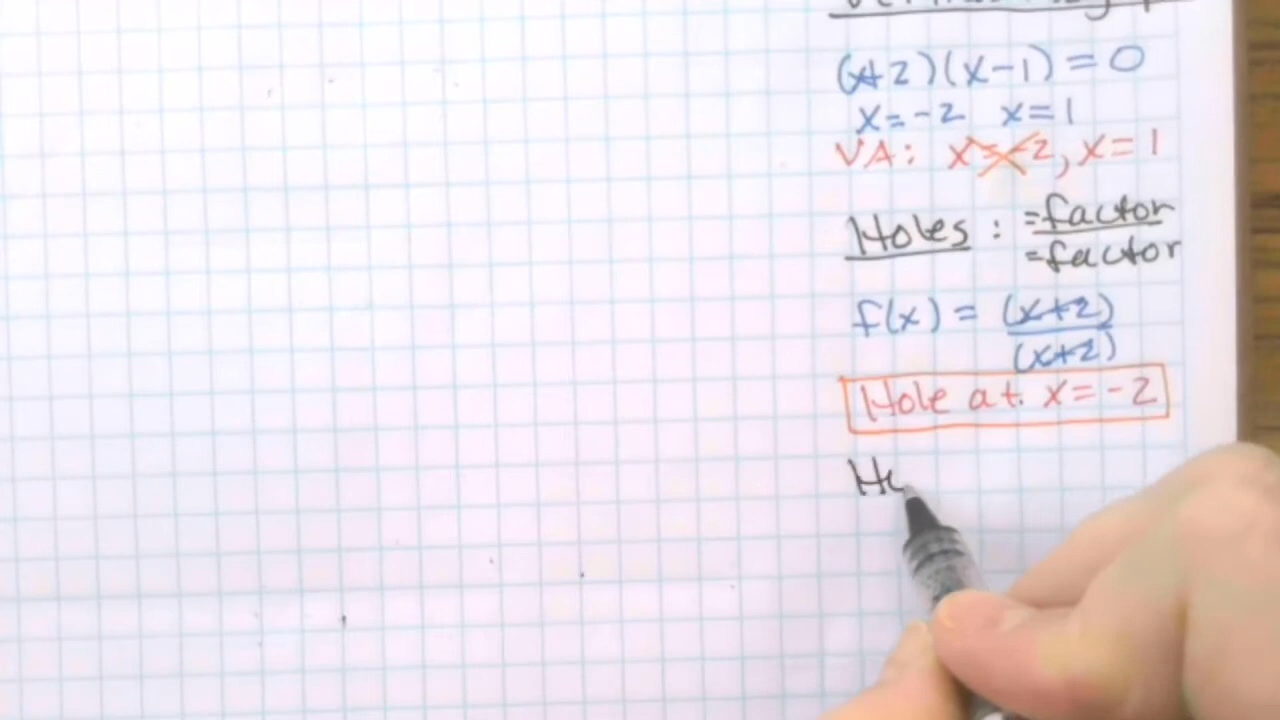 (x+2)(x-1) = 0
x = -2 x = 1
VA: x = -2, x = 1
Holes : =factor
=factor
f(x) = (x+2)
(x+2)
Hole at x = -2